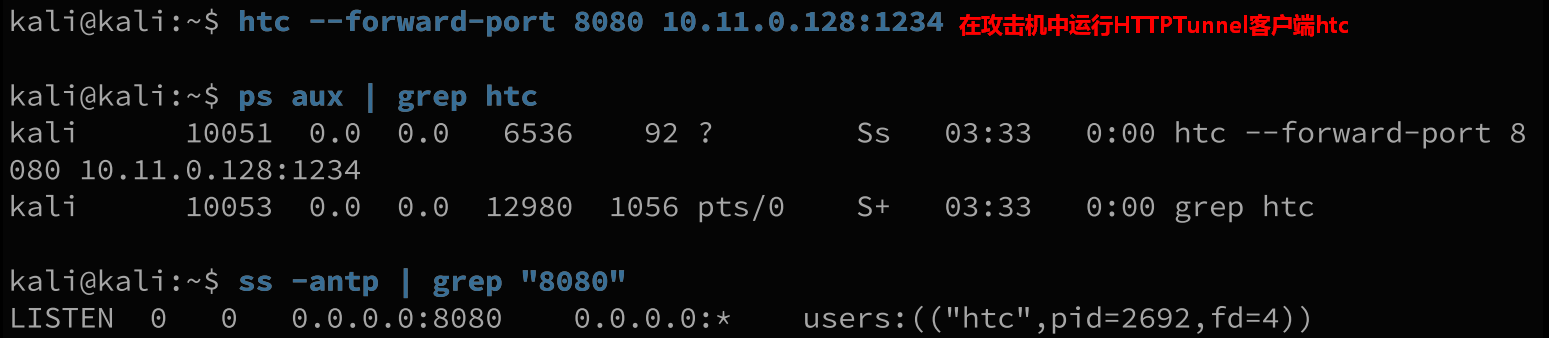 kali@kali:~$ htc --forward-port 8080 10.11.0.128:1234 在攻击机中运行HTTPTunnel客户端htc
kali@kali:~$ ps aux | grep htc
kali      10051  0.0  0.0   6536    92 ?        Ss   03:33   0:00 htc --forward-port 8
080 10.11.0.128:1234
kali      10053  0.0  0.0  12980  1056 pts/0    S+   03:33   0:00 grep htc
kali@kali:~$ ss -antp | grep "8080"
LISTEN  0   0   0.0.0.0:8080    0.0.0.0:*    users:(("htc",pid=2692,fd=4))